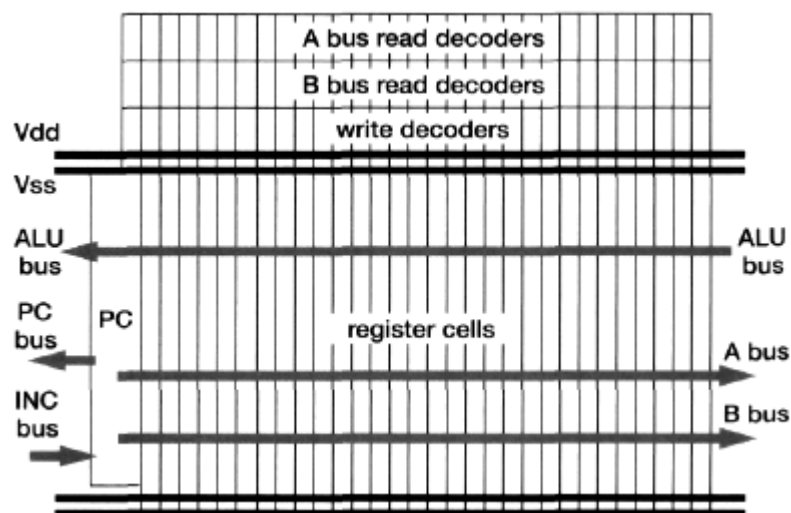 A bus read decoders
B bus read decoders
write decoders
Vdd
Vss
ALU
bus
ALU
bus
PC
bus
PC
register cells
A bus
INC
bus
B bus